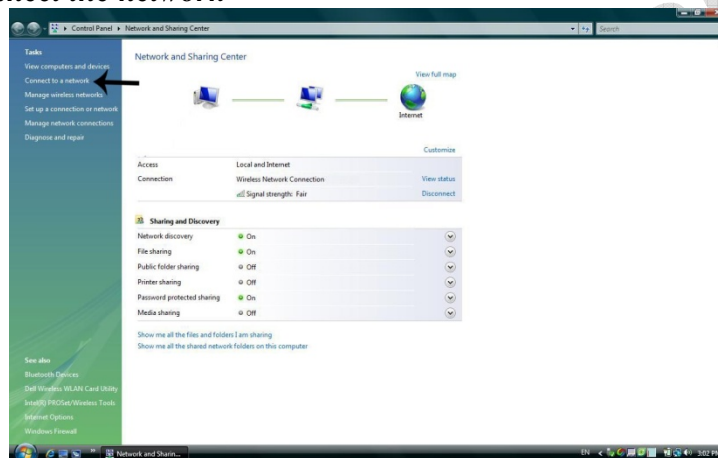 Control Panel ▸ Network and Sharing Center
Search
Tasks
View computers and devices
Connect to a network
Manage wireless networks
Set up a connection or network
Manage network connections
Diagnose and repair
Network and Sharing Center
View full map
Internet
Customize
Access Local and Internet
Connection Wireless Network Connection View status
Signal strength: Fair Disconnect
Sharing and Discovery
Network discovery On
File sharing On
Public folder sharing Off
Printer sharing Off
Password protected sharing On
Media sharing Off
Show me all the files and folders I am sharing
Show me all the shared network folders on this computer
See also
Bluetooth Devices
Dell Wireless WLAN Card Utility
Intel(R) PROSet/Wireless Tools
Internet Options
Windows Firewall
Network and Sharin...
EN
3:02 PM